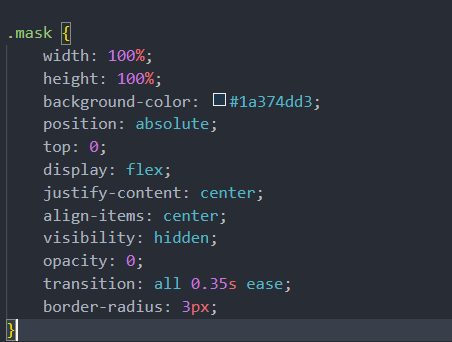 .mask {
    width: 100%;
    height: 100%;
    background-color: #1a374dd3;
    position: absolute;
    top: 0;
    display: flex;
    justify-content: center;
    align-items: center;
    visibility: hidden;
    opacity: 0;
    transition: all 0.35s ease;
    border-radius: 3px;
}